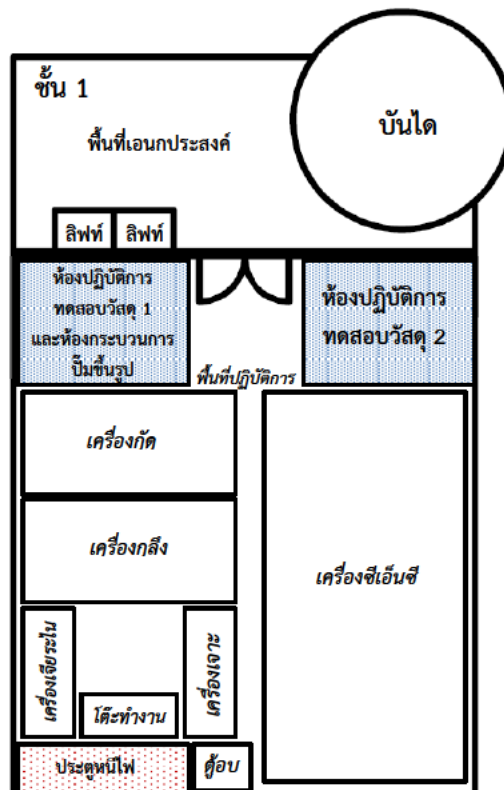 ชั้น 1
บันได
พื้นที่เอนกประสงค์
ลิฟท์
ลิฟท์
ห้องปฏิบัติการ
ทดสอบวัสดุ 1
และห้องกระบวนการ
ปั๊มขึ้นรูป
ห้องปฏิบัติการ
ทดสอบวัสดุ 2
พื้นที่ปฏิบัติการ
เครื่องกัด
เครื่องกลึง
เครื่องซีเอ็นซี
เครื่องเจียระไน
เครื่องเจาะ
โต๊ะทำงาน
ประตูหนีไฟ
ตู้อบ